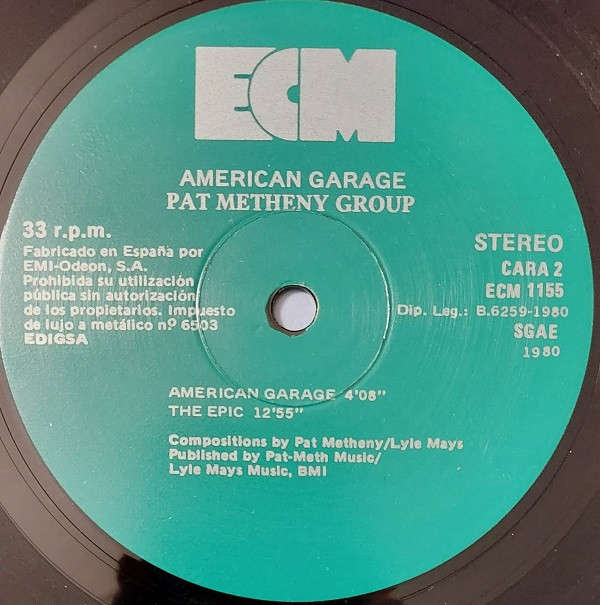 ECM
AMERICAN GARAGE
PAT METHENY GROUP
33 r.p.m.
Fabricado en España por
EMI-Odeon, S.A.
Prohibida su utilización
pública sin autorización
de los propietarios. Impuesto
de lujo a metálico nº 6503
EDIGSA
STEREO
CARA 2
ECM 1155
Dip. Leg.: B.6259-1980
SGAE
1980
AMERICAN GARAGE 4'08"
THE EPIC 12'55"
Compositions by Pat Metheny/Lyle Mays
Published by Pat-Meth Music/
Lyle Mays Music, BMI